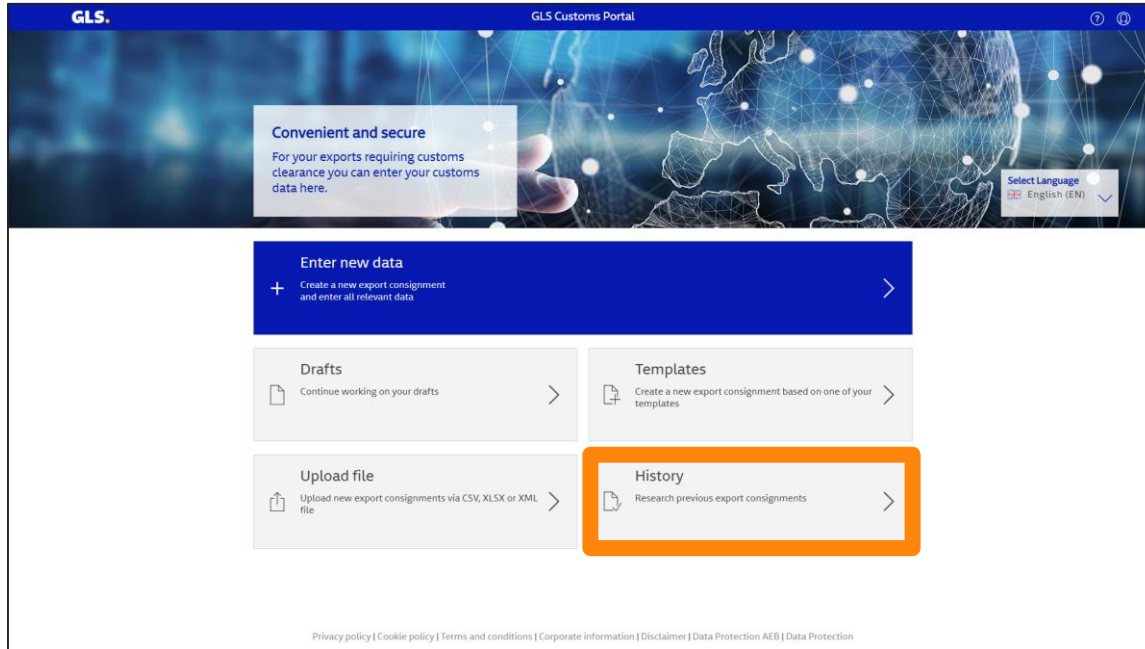 GLS.
GLS Customs Portal
Convenient and secure
For your exports requiring customs
clearance you can enter your customs
data here.
Select Language
English (EN)
Enter new data
Create a new export consignment
and enter all relevant data
Drafts
Continue working on your drafts
Templates
Create a new export consignment based on one of your
templates
Upload file
Upload new export consignments via CSV, XLSX or XML
file
History
Research previous export consignments
Privacy policy | Cookie policy | Terms and conditions | Corporate information | Disclaimer | Data Protection AEB | Data Protection